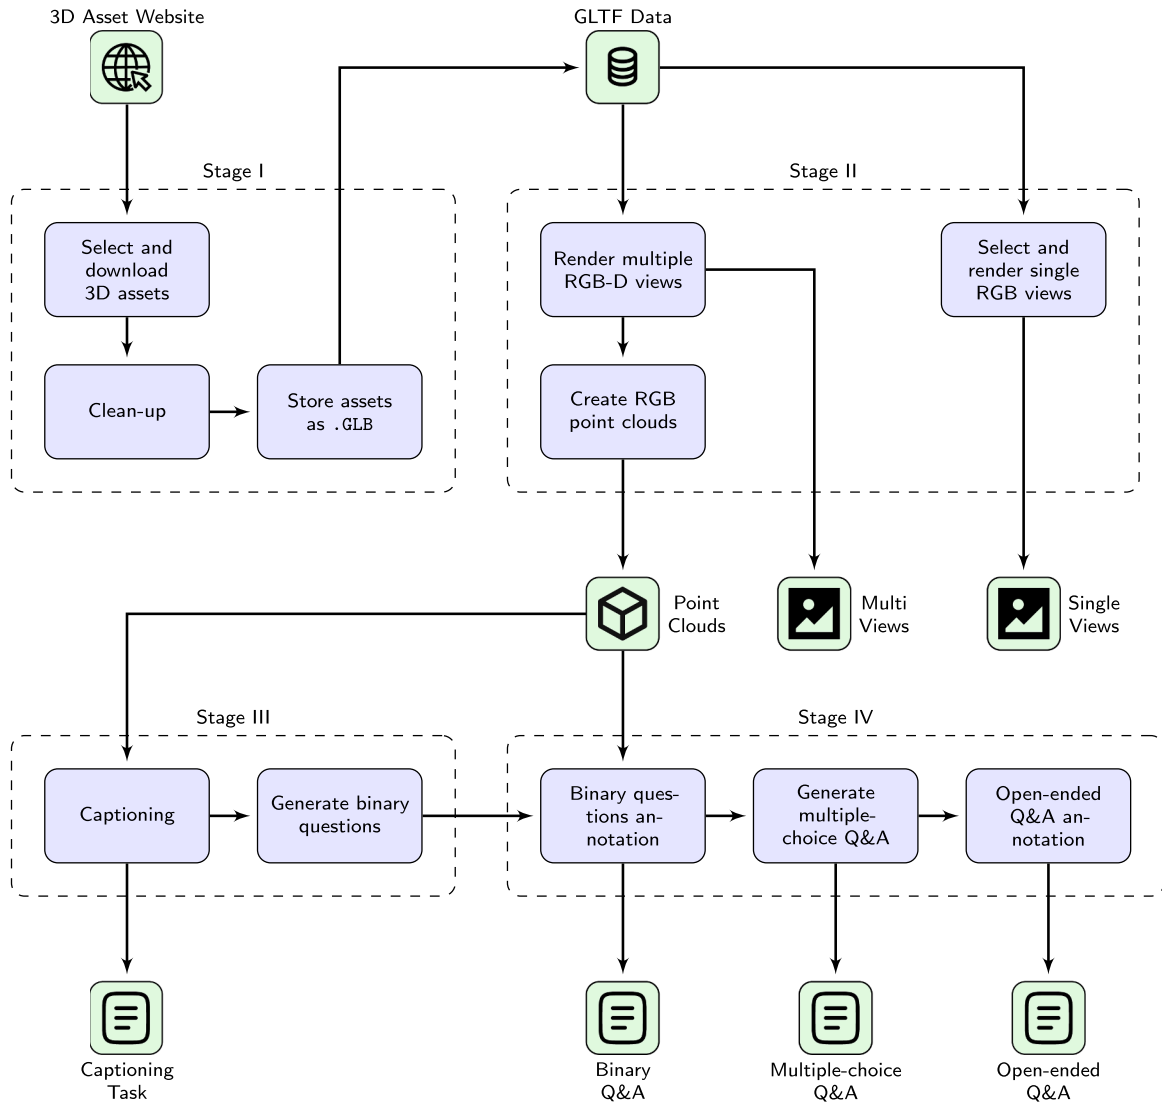 3D Asset Website
GLTF Data
Stage I
Stage II
Select and
download
3D assets
Render multiple
RGB-D views
Select and
render single
RGB views
Clean-up
Store assets
as .GLB
Create RGB
point clouds
Point
Clouds
Multi
Views
Single
Views
Stage III
Stage IV
Captioning
Generate binary
questions
Binary ques-
tions an-
notation
Generate
multiple-
choice Q&A
Open-ended
Q&A an-
notation
Captioning
Task
Binary
Q&A
Multiple-choice
Q&A
Open-ended
Q&A